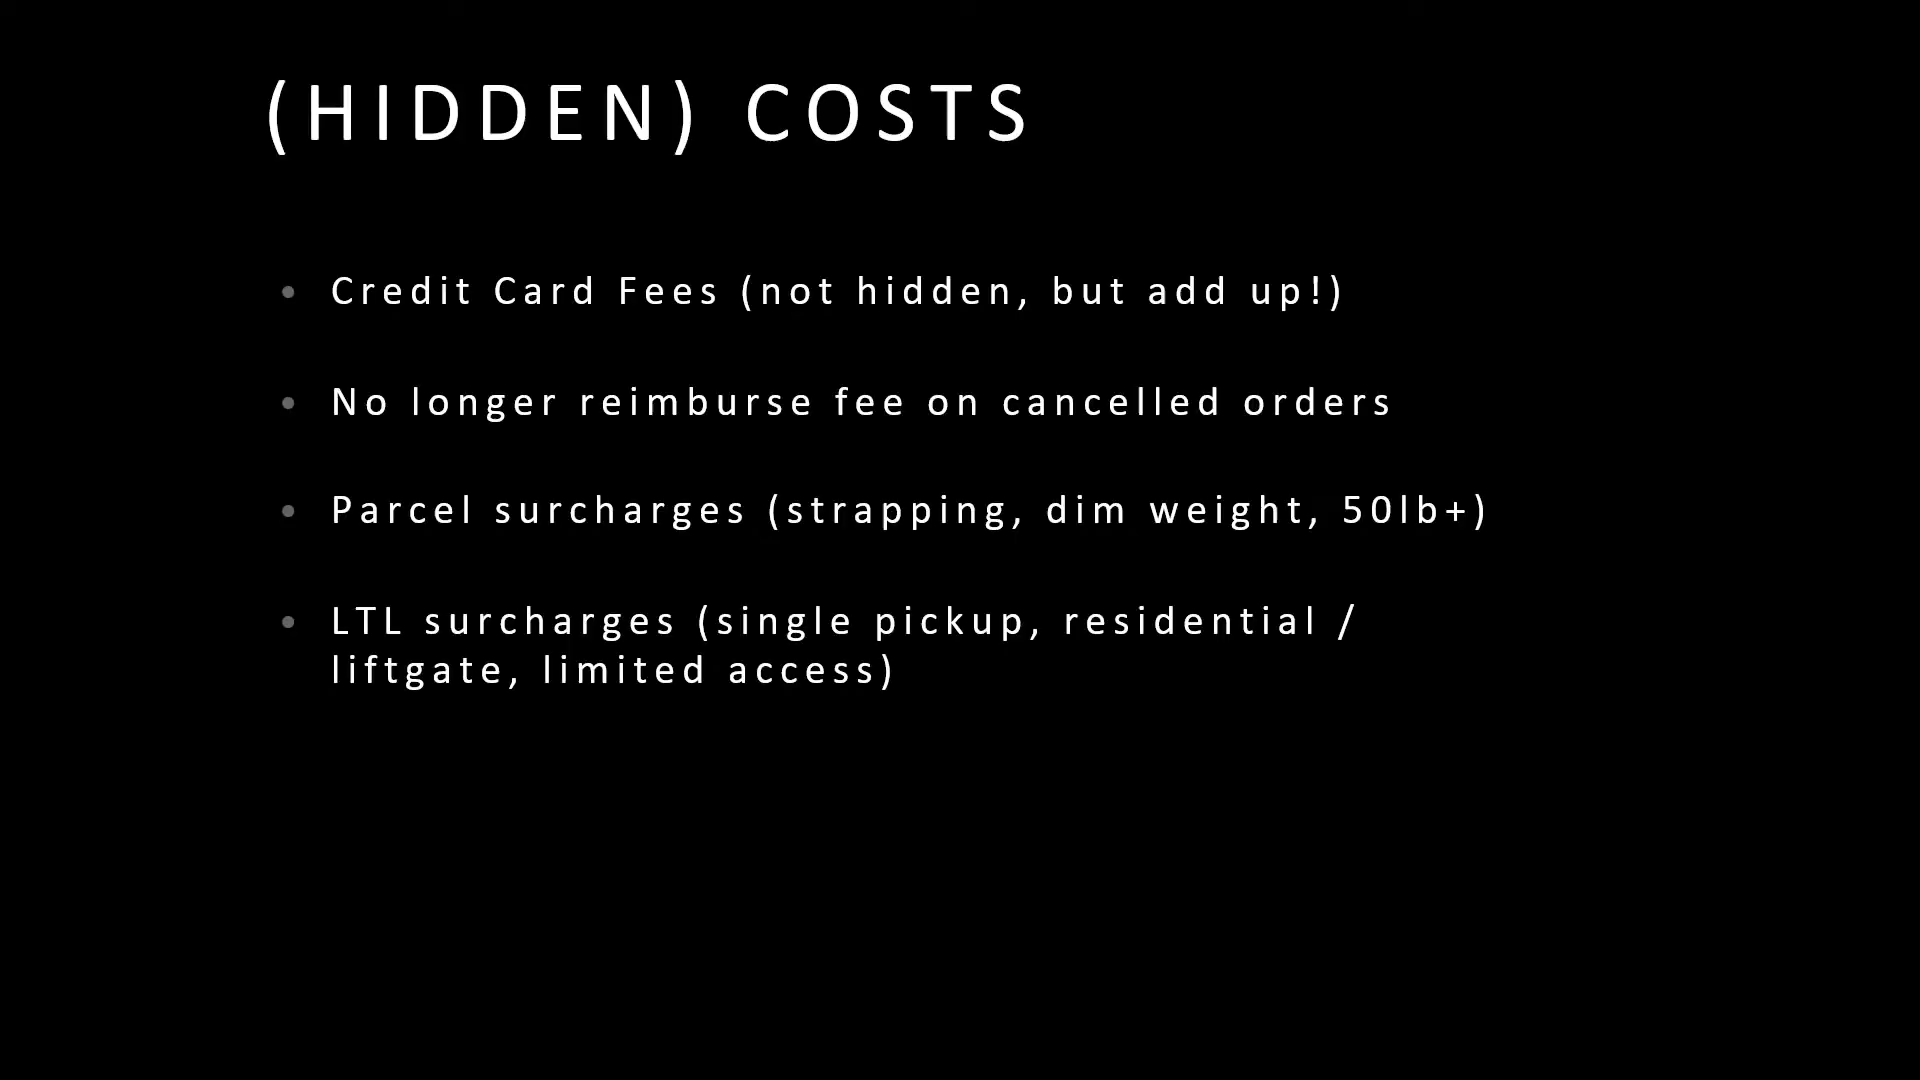 (HIDDEN) COSTS
• Credit Card Fees (not hidden, but add up!)
• No longer reimburse fee on cancelled orders
• Parcel surcharges (strapping, dim weight, 50lb+)
• LTL surcharges (single pickup, residential /
liftgate, limited access)